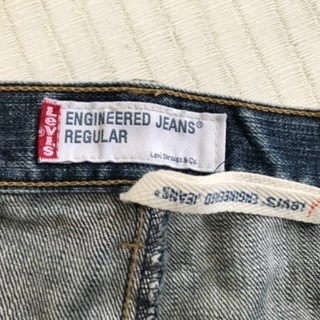 LEVI'S
ENGINEERED JEANS®
REGULAR
Levi Strauss & Co.
LEVI'S ENGINEERED JEANS